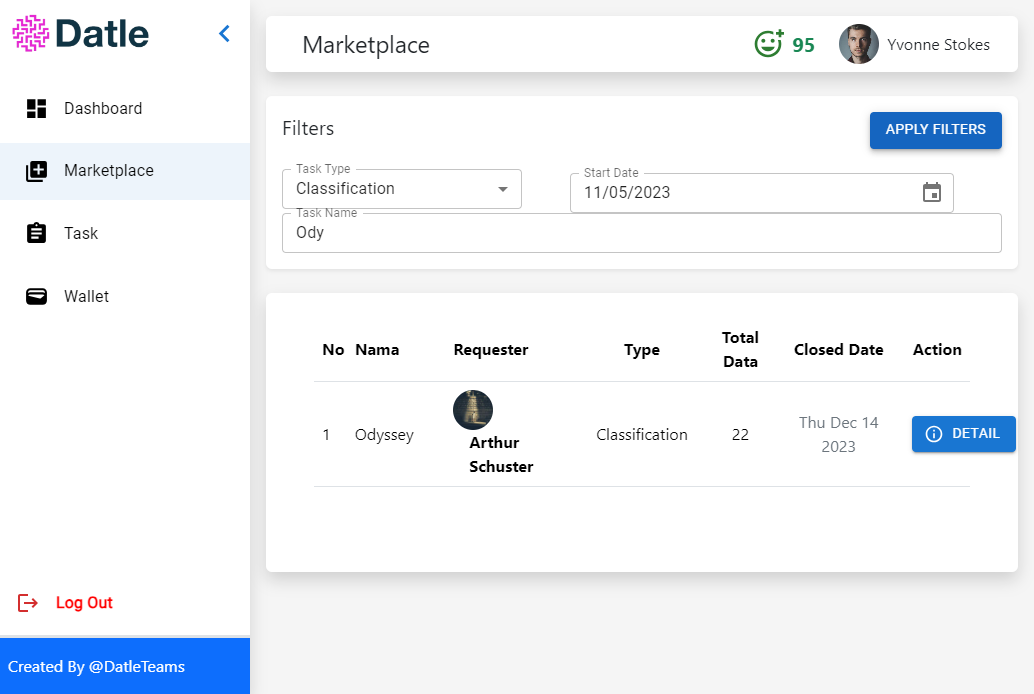 Datle
Marketplace
95
Yvonne Stokes
Dashboard
Marketplace
Task
Wallet
Log Out
Created By @DatleTeams
Filters
APPLY FILTERS
Task Type
Classification
Start Date
11/05/2023
Task Name
Ody
No Nama Requester Type Total Data Closed Date Action
1 Odyssey Arthur Schuster Classification 22 Thu Dec 14 2023 DETAIL